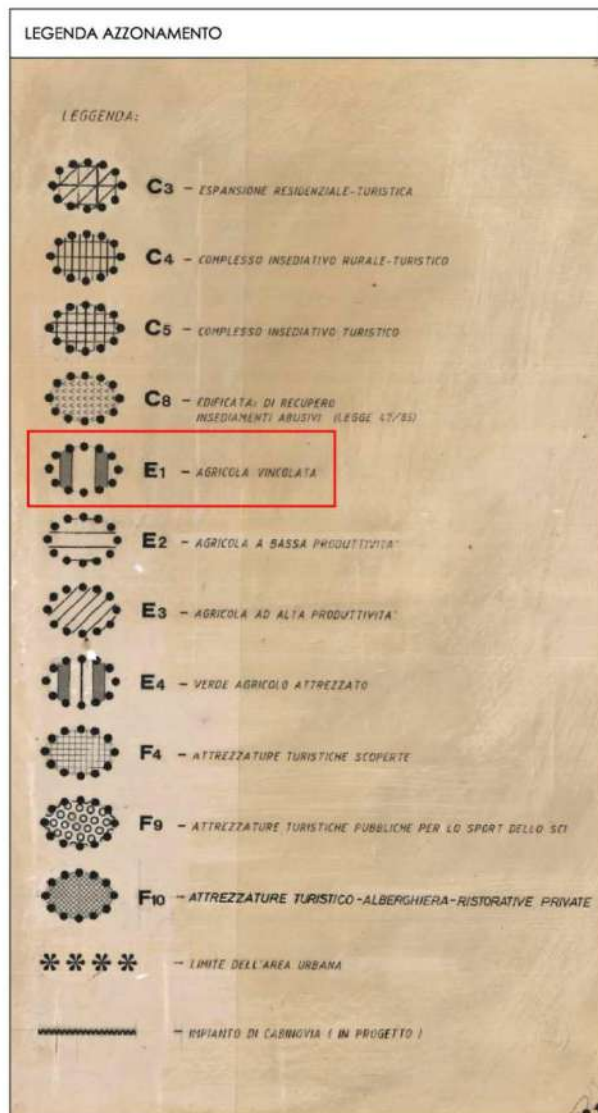 LEGENDA AZZONAMENTO
LEGGENDA:
C3 - ESPANSIONE RESIDENZIALE-TURISTICA
C4 - COMPLESSO INSEDIATIVO RURALE-TURISTICO
C5 - COMPLESSO INSEDIATIVO TURISTICO
C8 - EDIFICATA: DI RECUPERO
INSEDIAMENTI ABUSIVI (LEGGE 47/85)
E1 - AGRICOLA VINCOLATA
E2 - AGRICOLA A BASSA PRODUTTIVITA'
E3 - AGRICOLA AD ALTA PRODUTTIVITA'
E4 - VERDE AGRICOLO ATTREZZATO
F4 - ATTREZZATURE TURISTICHE SCOPERTE
F9 - ATTREZZATURE TURISTICHE PUBBLICHE PER LO SPORT DELLO SCI
F10 - ATTREZZATURE TURISTICO-ALBERGHIERA-RISTORATIVE PRIVATE
**** - LIMITE DELL'AREA URBANA
- IMPIANTO DI CABINOVIA ( IN PROGETTO )